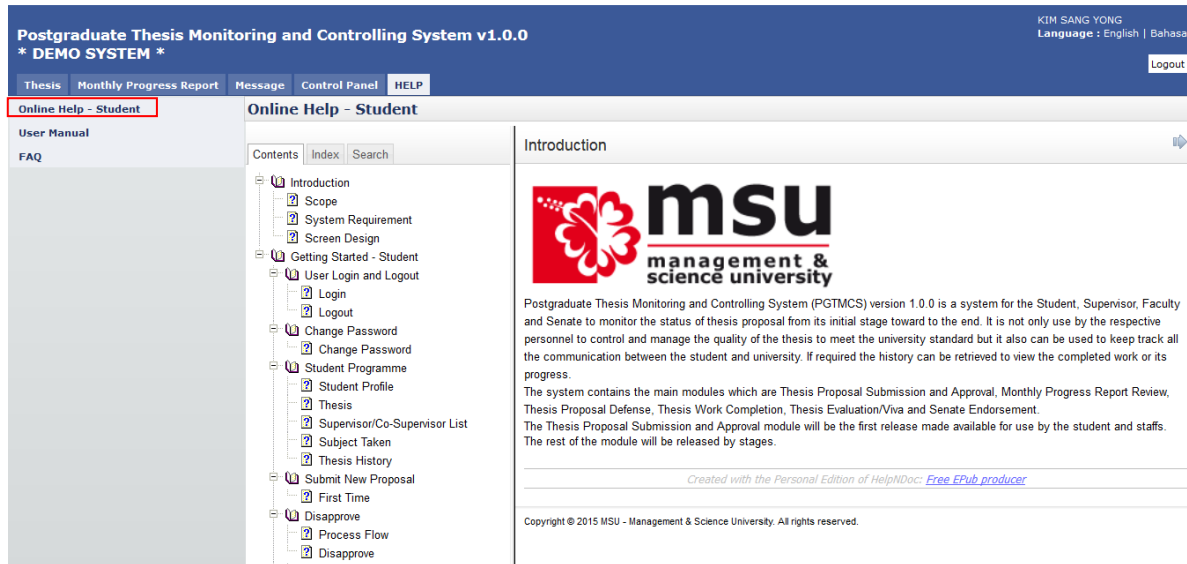 KIM SANG YONG
Postgraduate Thesis Monitoring and Controlling System v1.0.0
Language : English | Bahasa
* DEMO SYSTEM *
Logout
Thesis Monthly Progress Report Message Control Panel HELP
Online Help - Student
User Manual
FAQ
Online Help - Student
Contents Index Search
Introduction
Scope
System Requirement
Screen Design
Getting Started - Student
User Login and Logout
Login
Logout
Change Password
Change Password
Student Programme
Student Profile
Thesis
Supervisor/Co-Supervisor List
Subject Taken
Thesis History
Submit New Proposal
First Time
Disapprove
Process Flow
Disapprove
Introduction
msu
management &
science university
Postgraduate Thesis Monitoring and Controlling System (PGTMCS) version 1.0.0 is a system for the Student, Supervisor, Faculty
and Senate to monitor the status of thesis proposal from its initial stage toward to the end. It is not only use by the respective
personnel to control and manage the quality of the thesis to meet the university standard but it also can be used to keep track all
the communication between the student and university. If required the history can be retrieved to view the completed work or its
progress.
The system contains the main modules which are Thesis Proposal Submission and Approval, Monthly Progress Report Review,
Thesis Proposal Defense, Thesis Work Completion, Thesis Evaluation/Viva and Senate Endorsement.
The Thesis Proposal Submission and Approval module will be the first release made available for use by the student and staffs.
The rest of the module will be released by stages.
Created with the Personal Edition of HelpNDoc: Free EPub producer
Copyright © 2015 MSU - Management & Science University. All rights reserved.